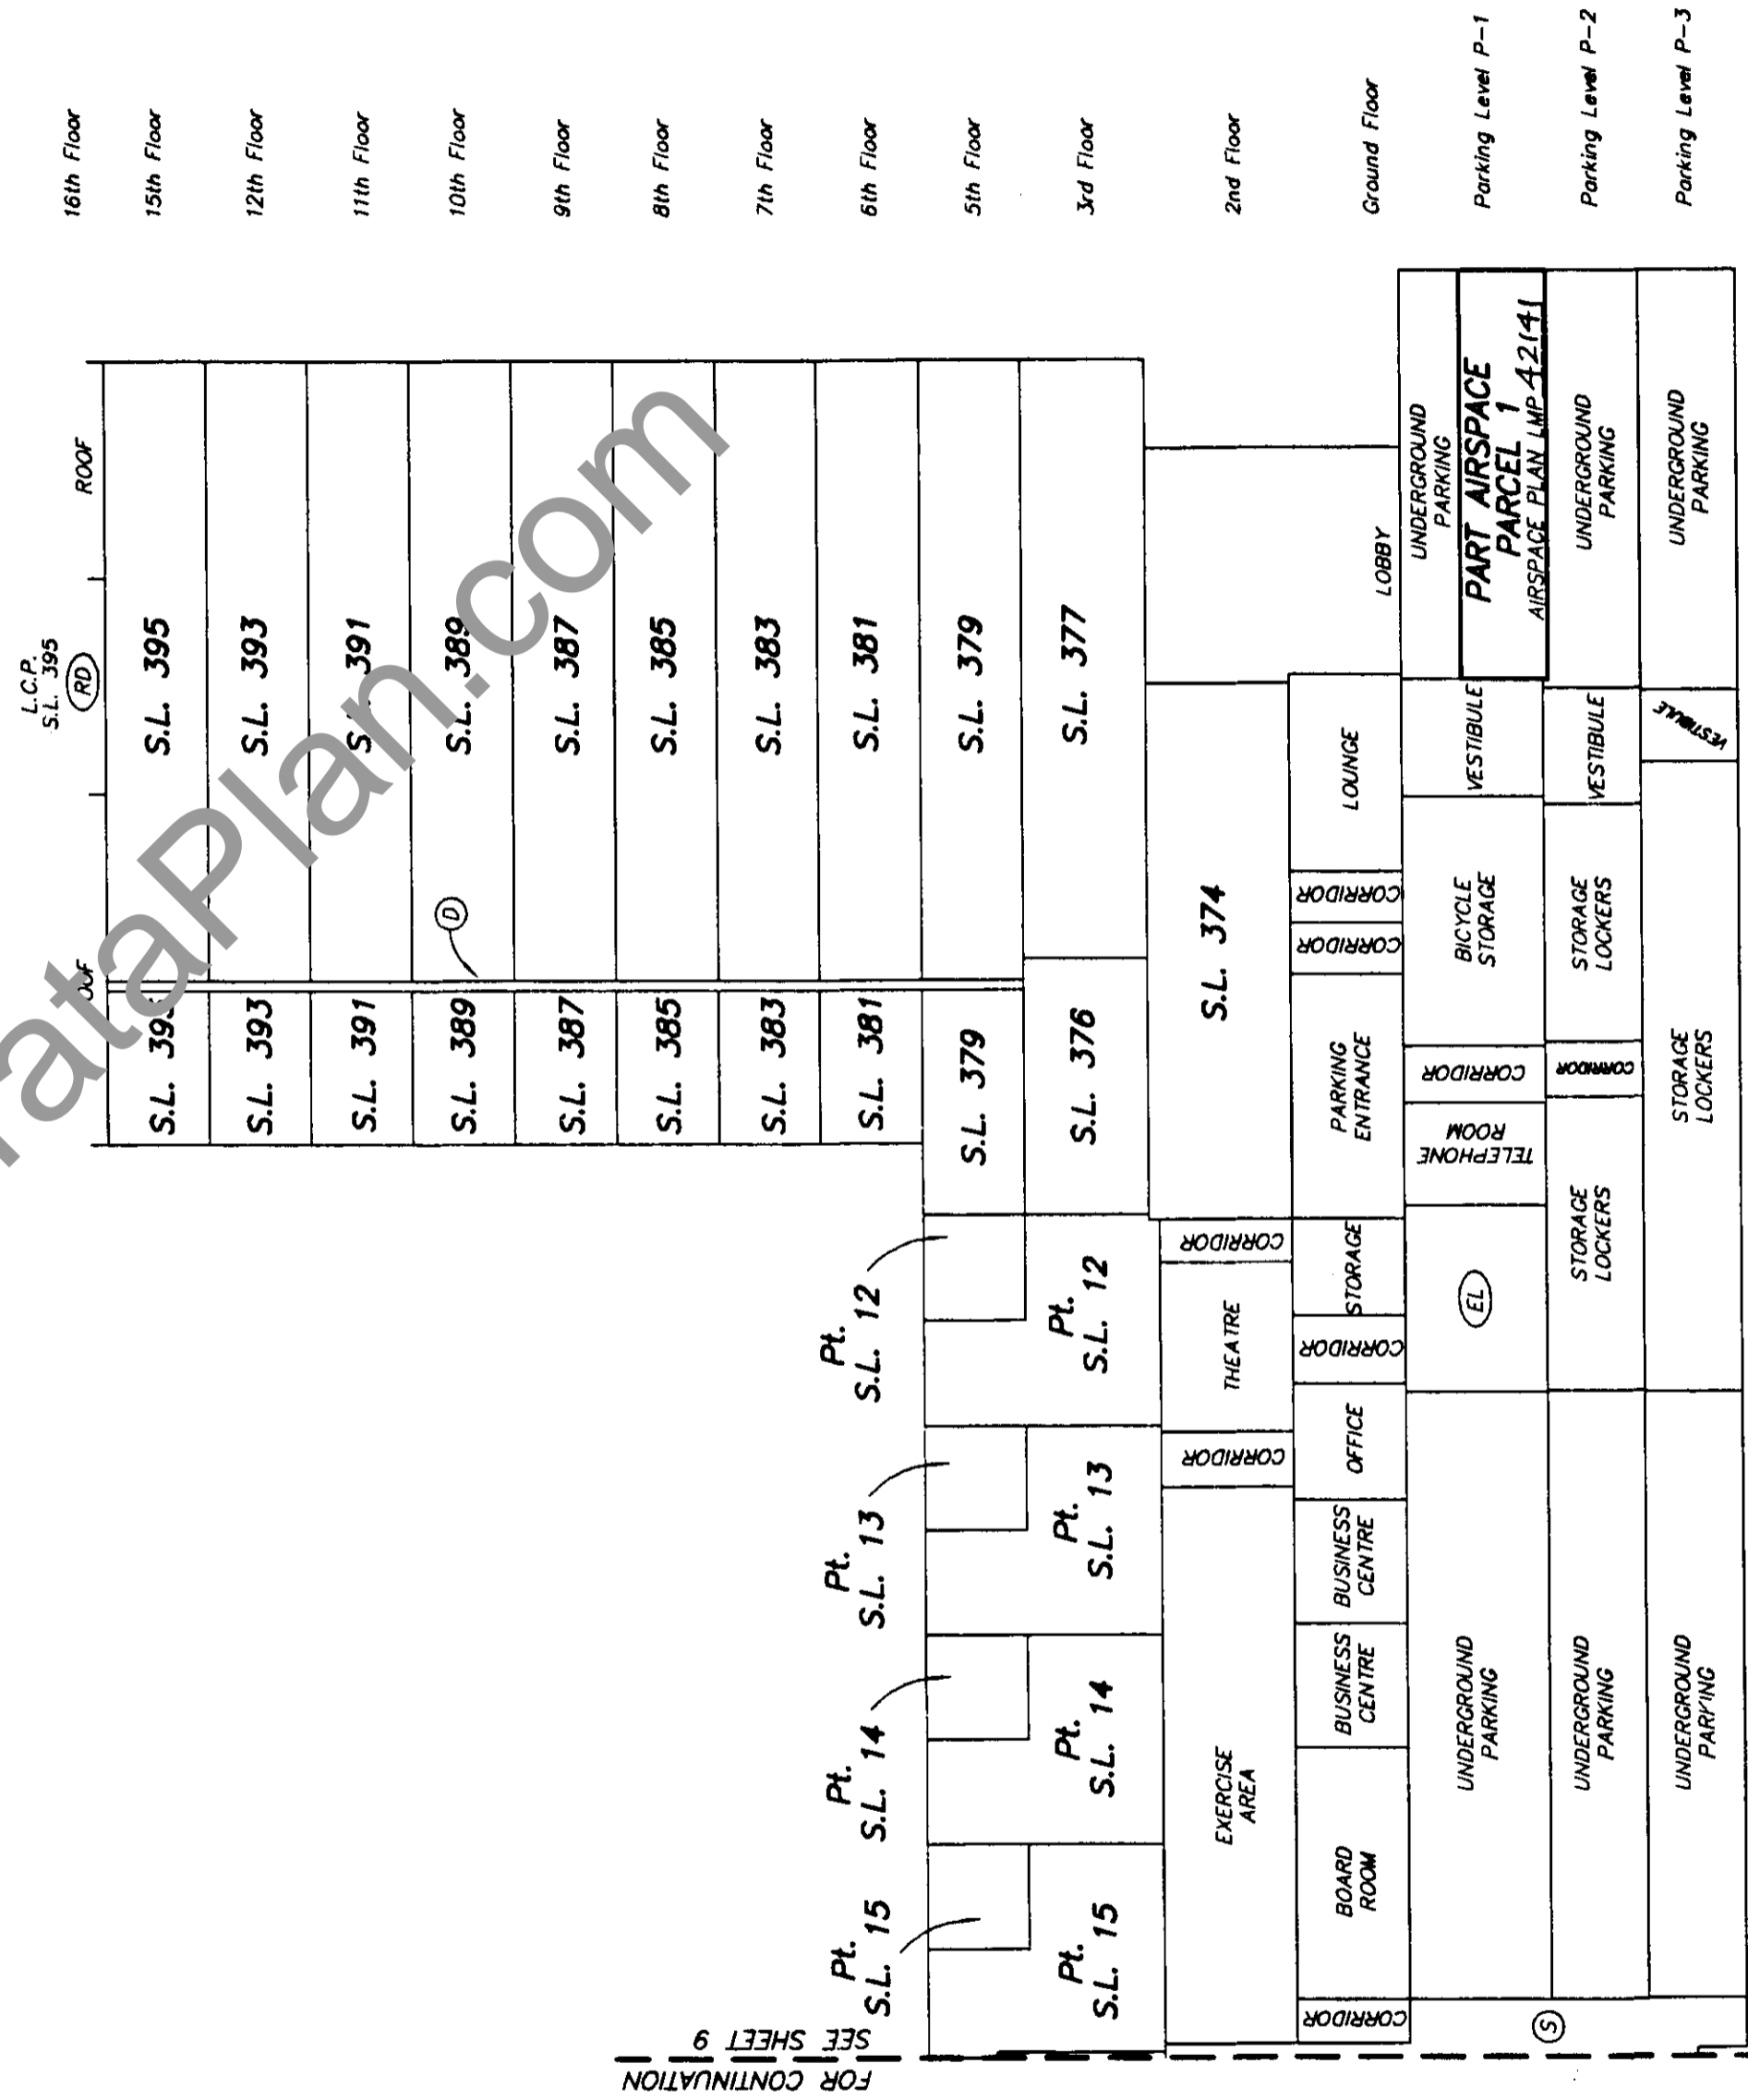 L.C.P.
S.L. 395
RD
ROOF
16th Floor
S.L. 395
15th Floor
S.L. 393
S.L. 393
12th Floor
S.L. 391
S.L. 391
11th Floor
D
S.L. 389
S.L. 389
10th Floor
S.L. 387
S.L. 387
9th Floor
S.L. 385
S.L. 385
8th Floor
S.L. 383
S.L. 383
7th Floor
S.L. 381
S.L. 381
6th Floor
Pt.
S.L. 15
Pt.
S.L. 14
Pt.
S.L. 13
Pt.
S.L. 12
S.L. 379
S.L. 379
5th Floor
Pt.
S.L. 15
Pt.
S.L. 14
Pt.
S.L. 13
Pt.
S.L. 12
S.L. 376
S.L. 377
3rd Floor
EXERCISE
AREA
CORRIDOR
THEATRE
CORRIDOR
S.L. 374
2nd Floor
CORRIDOR
BOARD
ROOM
BUSINESS
CENTRE
BUSINESS
CENTRE
OFFICE
CORRIDOR
STORAGE
PARKING
ENTRANCE
CORRIDOR
CORRIDOR
LOUNGE
LOBBY
Ground Floor
S
UNDERGROUND
PARKING
EL
TELEPHONE
ROOM
CORRIDOR
BICYCLE
STORAGE
VESTIBULE
UNDERGROUND
PARKING
PART AIRSPACE
PARCEL 1
AIRSPACE PLAN LMP 42141
Parking Level P-1
UNDERGROUND
PARKING
STORAGE
LOCKERS
CORRIDOR
STORAGE
LOCKERS
VESTIBULE
UNDERGROUND
PARKING
Parking Level P-2
UNDERGROUND
PARKING
STORAGE
LOCKERS
VESTIBULE
UNDERGROUND
PARKING
Parking Level P-3
FOR CONTINUATION
SEE SHEET 9
rataPlan.com